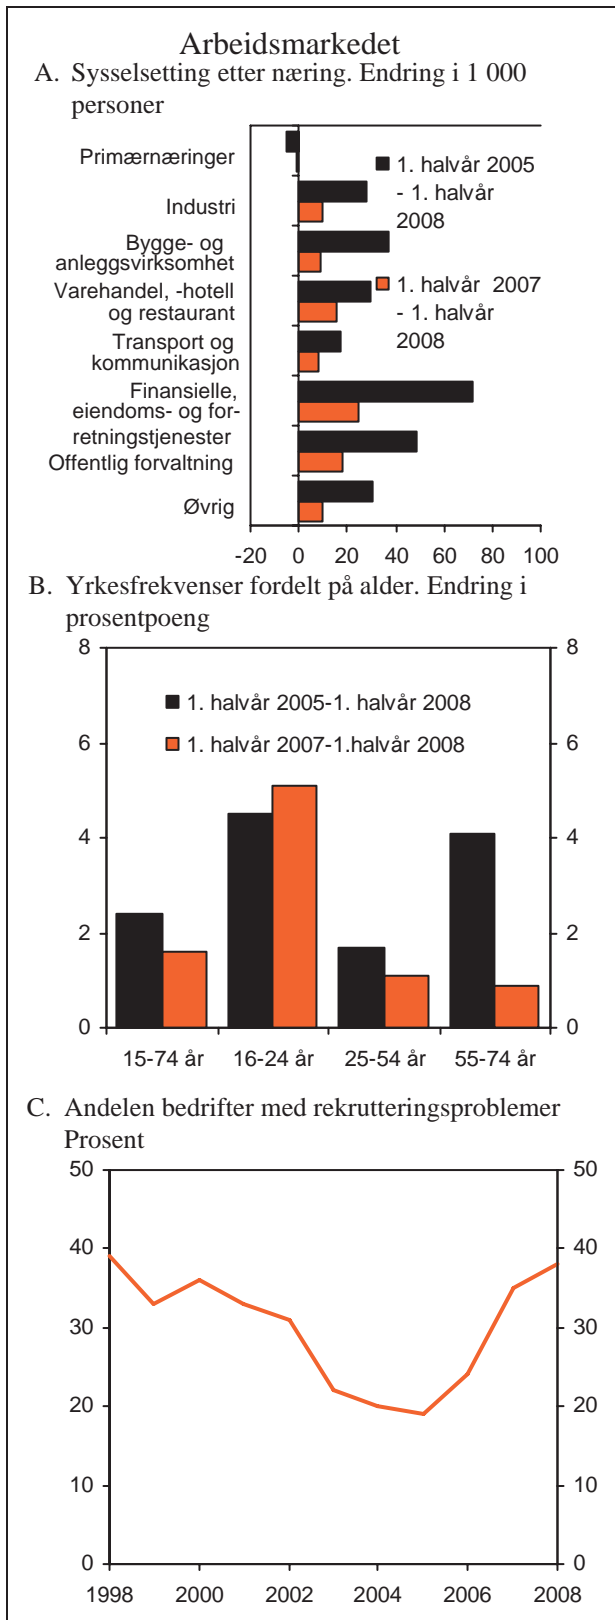 Arbeidsmarkedet
A. Sysselsetting etter næring. Endring i 1 000
personer
Primærnæringer
Industri
Bygge- og
anleggsvirksomhet
Varehandel, -hotell
og restaurant
Transport og
kommunikasjon
Finansielle,
eiendoms- og for-
retningstjenester
Offentlig forvaltning
Øvrig
1. halvår 2005
- 1. halvår
2008
1. halvår 2007
- 1. halvår
2008
-20 0 20 40 60 80 100
B. Yrkesfrekvenser fordelt på alder. Endring i
prosentpoeng
8 8
1. halvår 2005-1. halvår 2008
6 6
1. halvår 2007-1.halvår 2008
4 4
2 2
0 0
15-74 år 16-24 år 25-54 år 55-74 år
C. Andelen bedrifter med rekrutteringsproblemer
Prosent
50 50
40 40
30 30
20 20
10 10
0 0
1998 2000 2002 2004 2006 2008